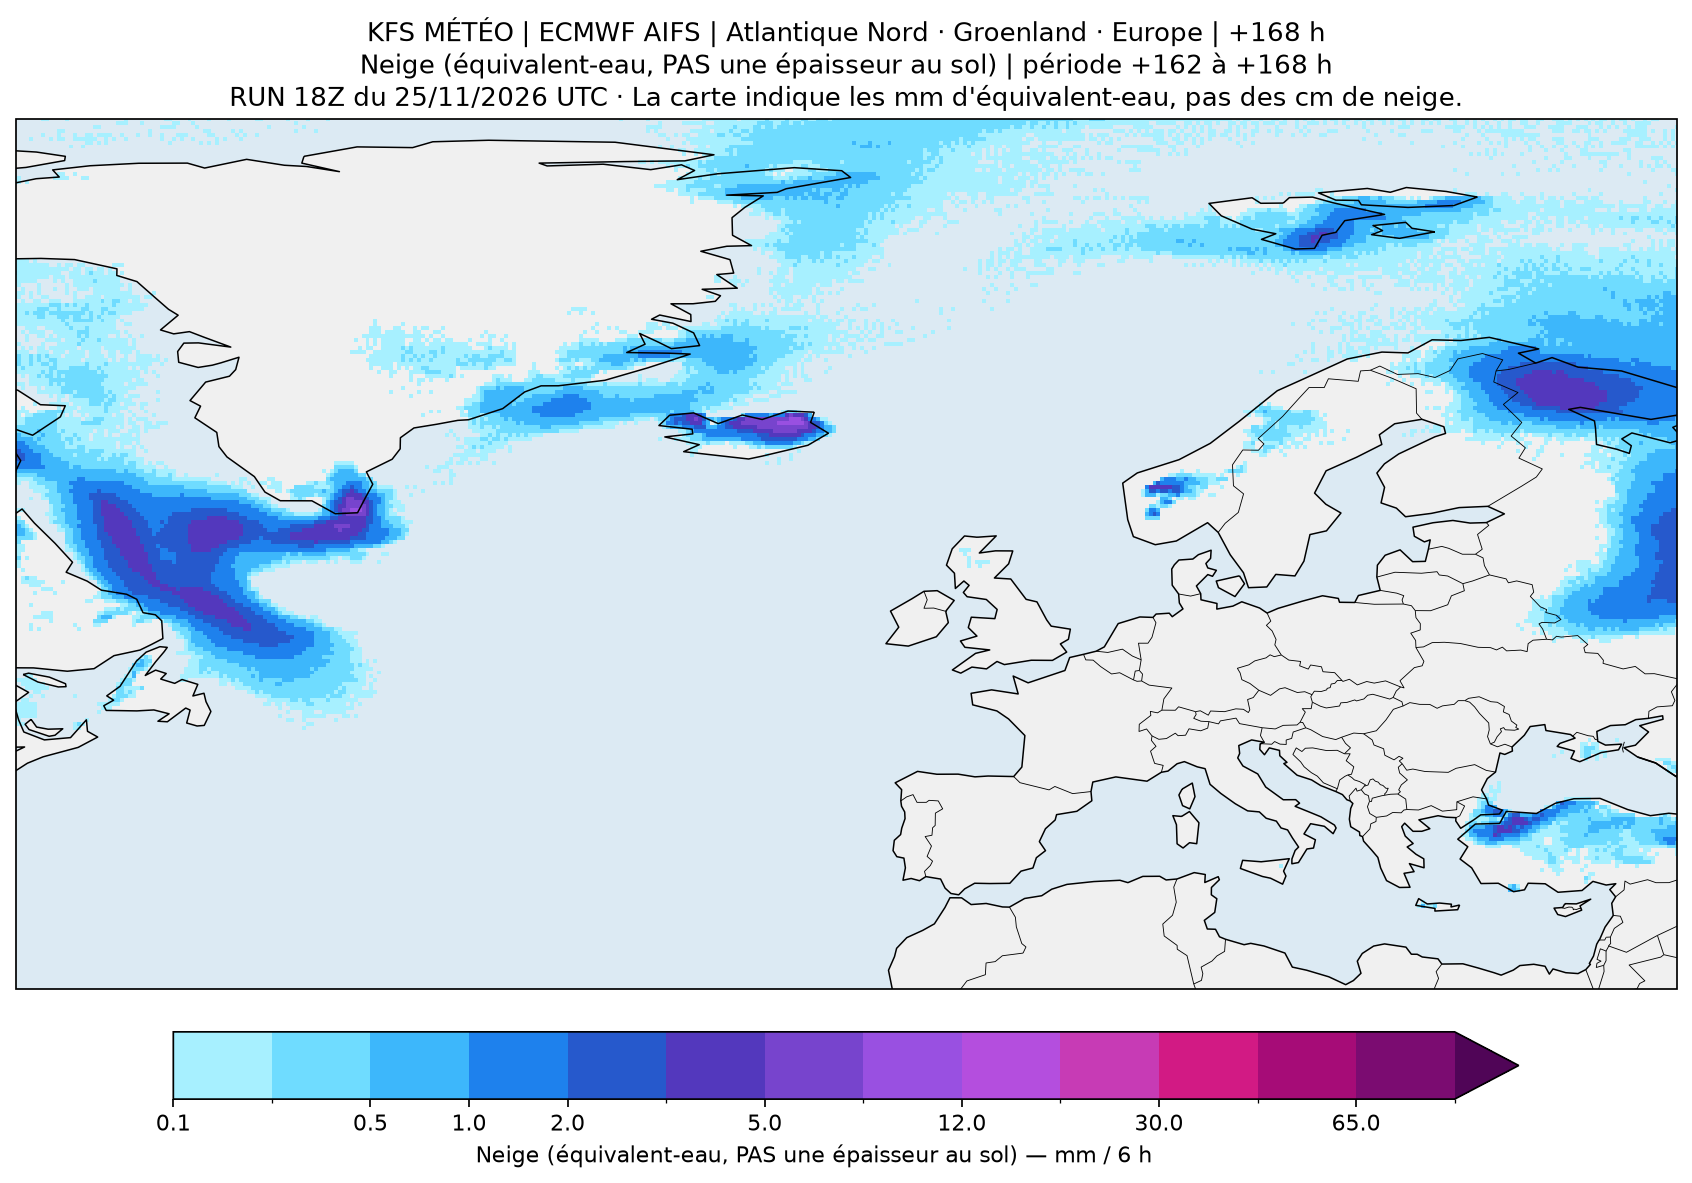 KFS MÉTÉO | ECMWF AIFS | Atlantique Nord · Groenland · Europe | +168 h
Neige (équivalent-eau, PAS une épaisseur au sol) | période +162 à +168 h
RUN 18Z du 25/11/2026 UTC · La carte indique les mm d'équivalent-eau, pas des cm de neige.
0.1 0.5 1.0 2.0 5.0 12.0 30.0 65.0
Neige (équivalent-eau, PAS une épaisseur au sol) — mm / 6 h